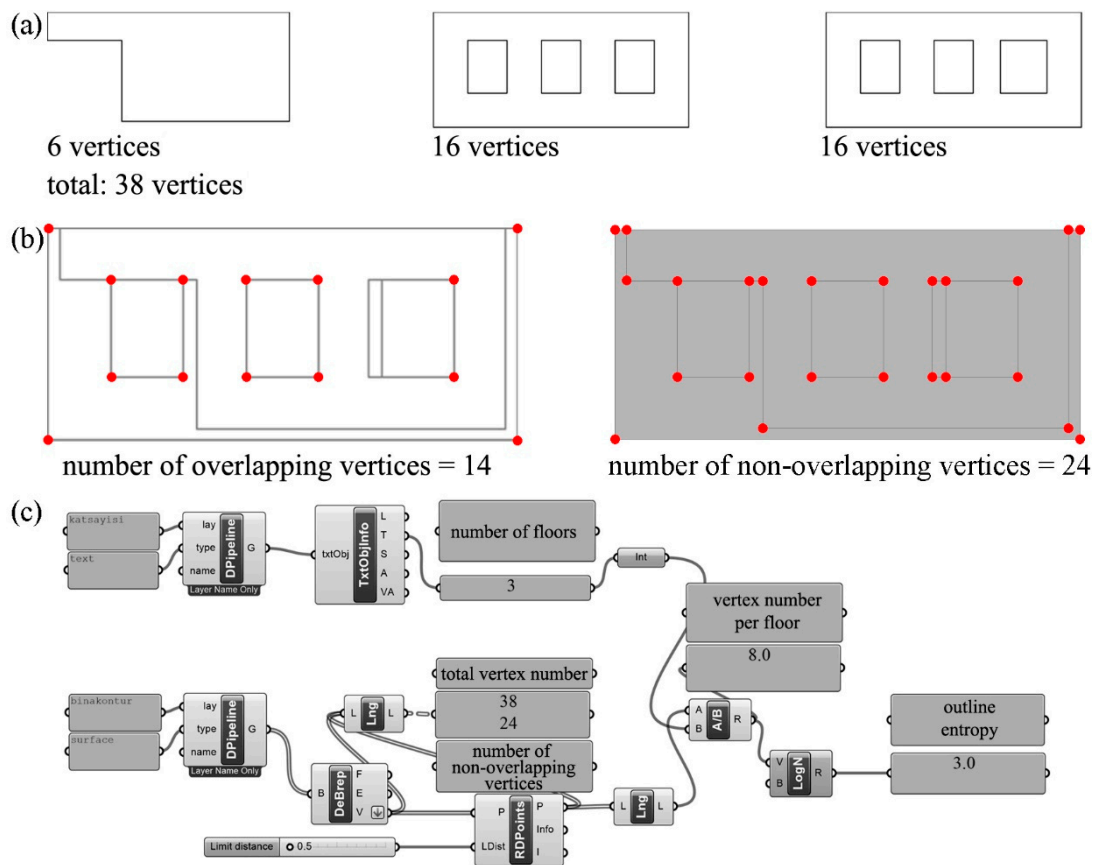 (a)
6 vertices
16 vertices
16 vertices
total: 38 vertices
(b)
number of overlapping vertices = 14
number of non-overlapping vertices = 24
(c)
katsayisi
text
lay
type
name
DPipeline
G
Layer Name Only
txtObj
TxtObjInfo
L
T
S
A
VA
number of floors
3
Int
vertex number
per floor
8.0
binakontur
surface
lay
type
name
DPipeline
G
Layer Name Only
L
Lng
L
total vertex number
38
24
number of
non-overlapping
vertices
A
B
A/B
R
outline
entropy
3.0
V
B
LogN
R
B
DeBrep
F
E
V
P
LDist
RDPoints
P
Info
I
L
Lng
L
Limit distance
0.5